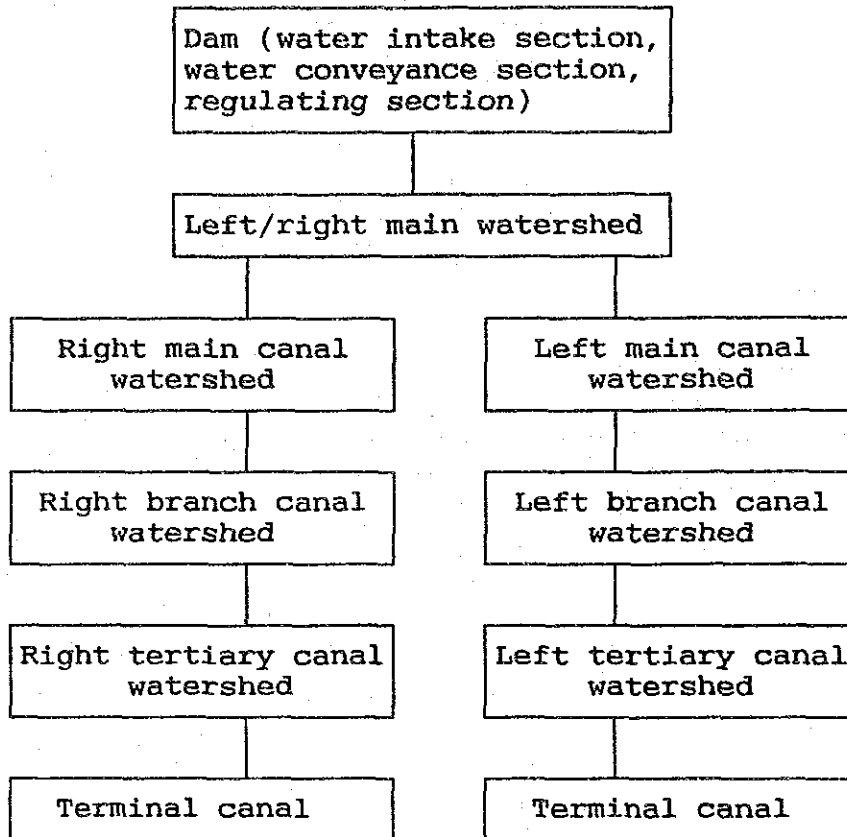 Dam (water intake section,
water conveyance section,
regulating section)
Left/right main watershed
Right main canal
watershed
Left main canal
watershed
Right branch canal
watershed
Left branch canal
watershed
Right tertiary canal
watershed
Left tertiary canal
watershed
Terminal canal
Terminal canal